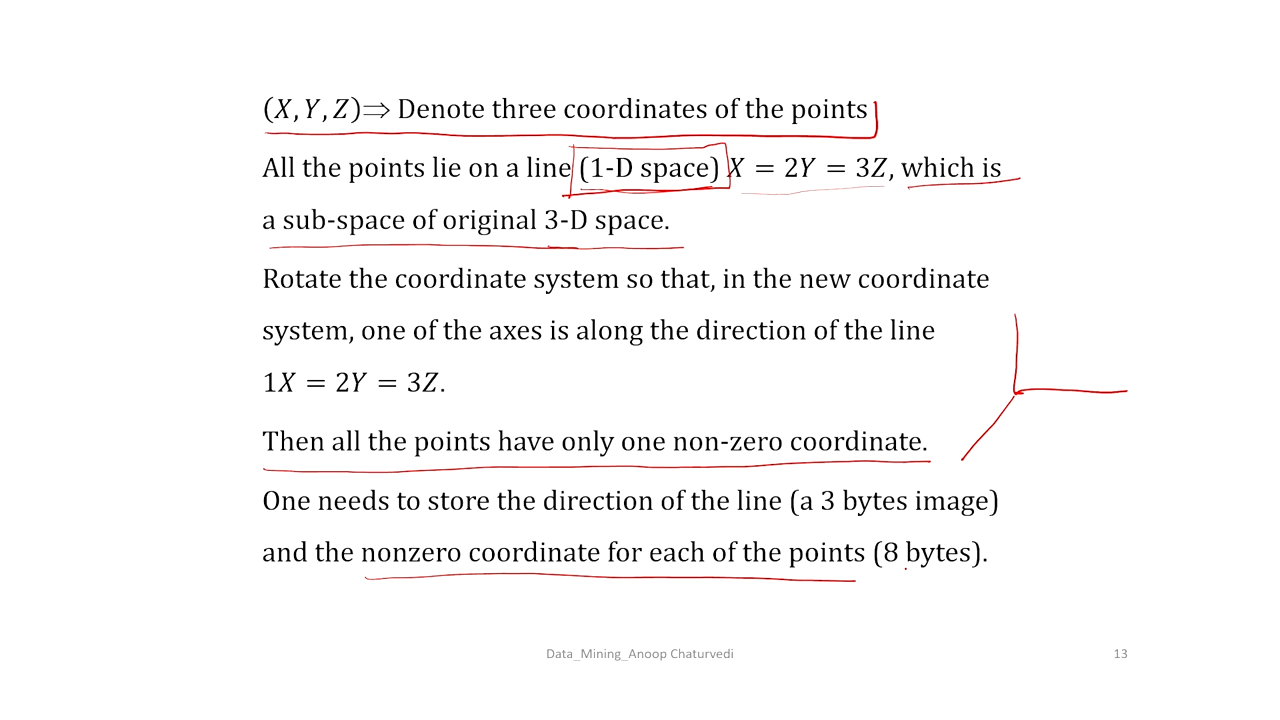 (X, Y, Z)⇒ Denote three coordinates of the points
All the points lie on a line (1-D space) X = 2Y = 3Z, which is
a sub-space of original 3-D space.
Rotate the coordinate system so that, in the new coordinate
system, one of the axes is along the direction of the line
1X = 2Y = 3Z.
Then all the points have only one non-zero coordinate.
One needs to store the direction of the line (a 3 bytes image)
and the nonzero coordinate for each of the points (8 bytes).
Data_Mining_Anoop Chaturvedi
13